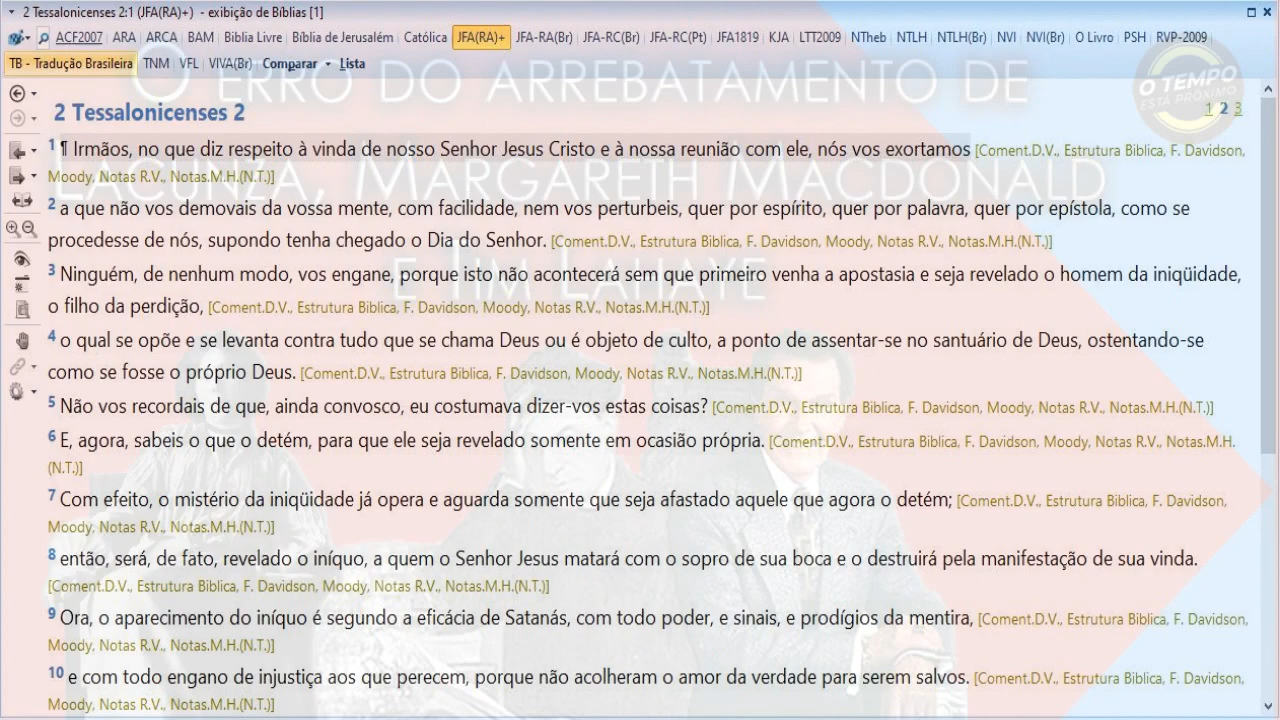 2 Tessalonicenses 2:1 (JFA(RA)+) - exibição de Bíblias [1]
ACF2007 ARA ARCA BAM Biblia Livre Bíblia de Jerusalém Católica JFA(RA)+ JFA-RA(Br) JFA-RC(Br) JFA-RC(Pt) JFA1819 KJA LTT2009 NTheb NTLH NTLH(Br) NVI NVI(Br) O Livro PSH RVP-2009
TB - Tradução Brasileira TNM VFL VIVA(Br) Comparar Lista
O ERRO DO ARREBATAMENTO DE
O TEMPO
ESTÁ PRÓXIMO
2 Tessalonicenses 2
1 2 3
1 ¶ Irmãos, no que diz respeito à vinda de nosso Senhor Jesus Cristo e à nossa reunião com ele, nós vos exortamos [Coment.D.V., Estrutura Biblica, F. Davidson,
Moody, Notas R.V., Notas.M.H.(N.T.)]
LACUNZA, MARGARETH MACDONALD
2 a que não vos demovais da vossa mente, com facilidade, nem vos perturbeis, quer por espírito, quer por palavra, quer por epístola, como se
procedesse de nós, supondo tenha chegado o Dia do Senhor. [Coment.D.V., Estrutura Biblica, F. Davidson, Moody, Notas R.V., Notas.M.H.(N.T.)]
E TIM LAHAYE
3 Ninguém, de nenhum modo, vos engane, porque isto não acontecerá sem que primeiro venha a apostasia e seja revelado o homem da iniqüidade,
o filho da perdição, [Coment.D.V., Estrutura Biblica, F. Davidson, Moody, Notas R.V., Notas.M.H.(N.T.)]
4 o qual se opõe e se levanta contra tudo que se chama Deus ou é objeto de culto, a ponto de assentar-se no santuário de Deus, ostentando-se
como se fosse o próprio Deus. [Coment.D.V., Estrutura Biblica, F. Davidson, Moody, Notas R.V., Notas.M.H.(N.T.)]
5 Não vos recordais de que, ainda convosco, eu costumava dizer-vos estas coisas? [Coment.D.V., Estrutura Biblica, F. Davidson, Moody, Notas R.V., Notas.M.H.(N.T.)]
6 E, agora, sabeis o que o detém, para que ele seja revelado somente em ocasião própria. [Coment.D.V., Estrutura Biblica, F. Davidson, Moody, Notas R.V., Notas.M.H.
(N.T.)]
7 Com efeito, o mistério da iniqüidade já opera e aguarda somente que seja afastado aquele que agora o detém; [Coment.D.V., Estrutura Biblica, F. Davidson,
Moody, Notas R.V., Notas.M.H.(N.T.)]
8 então, será, de fato, revelado o iníquo, a quem o Senhor Jesus matará com o sopro de sua boca e o destruirá pela manifestação de sua vinda.
[Coment.D.V., Estrutura Biblica, F. Davidson, Moody, Notas R.V., Notas.M.H.(N.T.)]
9 Ora, o aparecimento do iníquo é segundo a eficácia de Satanás, com todo poder, e sinais, e prodígios da mentira, [Coment.D.V., Estrutura Biblica, F. Davidson,
Moody, Notas R.V., Notas.M.H.(N.T.)]
10 e com todo engano de injustiça aos que perecem, porque não acolheram o amor da verdade para serem salvos. [Coment.D.V., Estrutura Biblica, F. Davidson,
Moody, Notas R.V., Notas.M.H.(N.T.)]